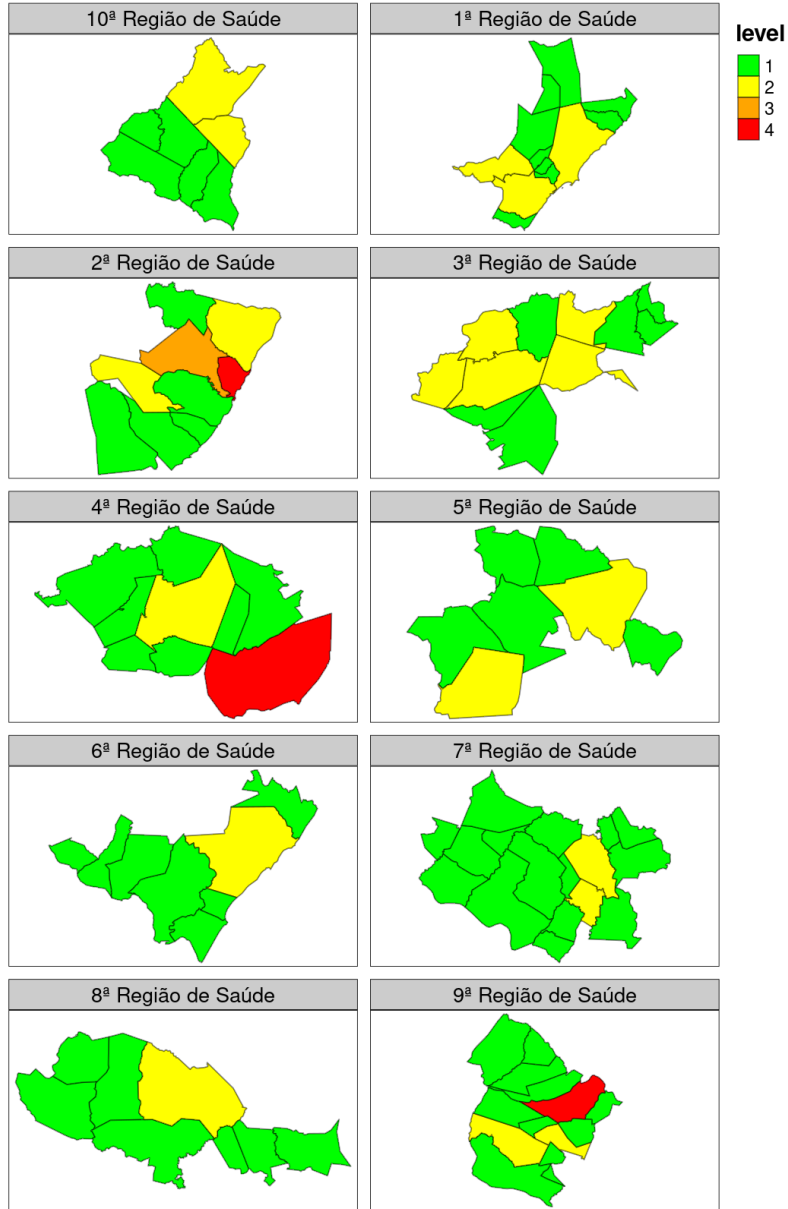 10ª Região de Saúde
1ª Região de Saúde
level
1
2
3
4
2ª Região de Saúde
3ª Região de Saúde
4ª Região de Saúde
5ª Região de Saúde
6ª Região de Saúde
7ª Região de Saúde
8ª Região de Saúde
9ª Região de Saúde